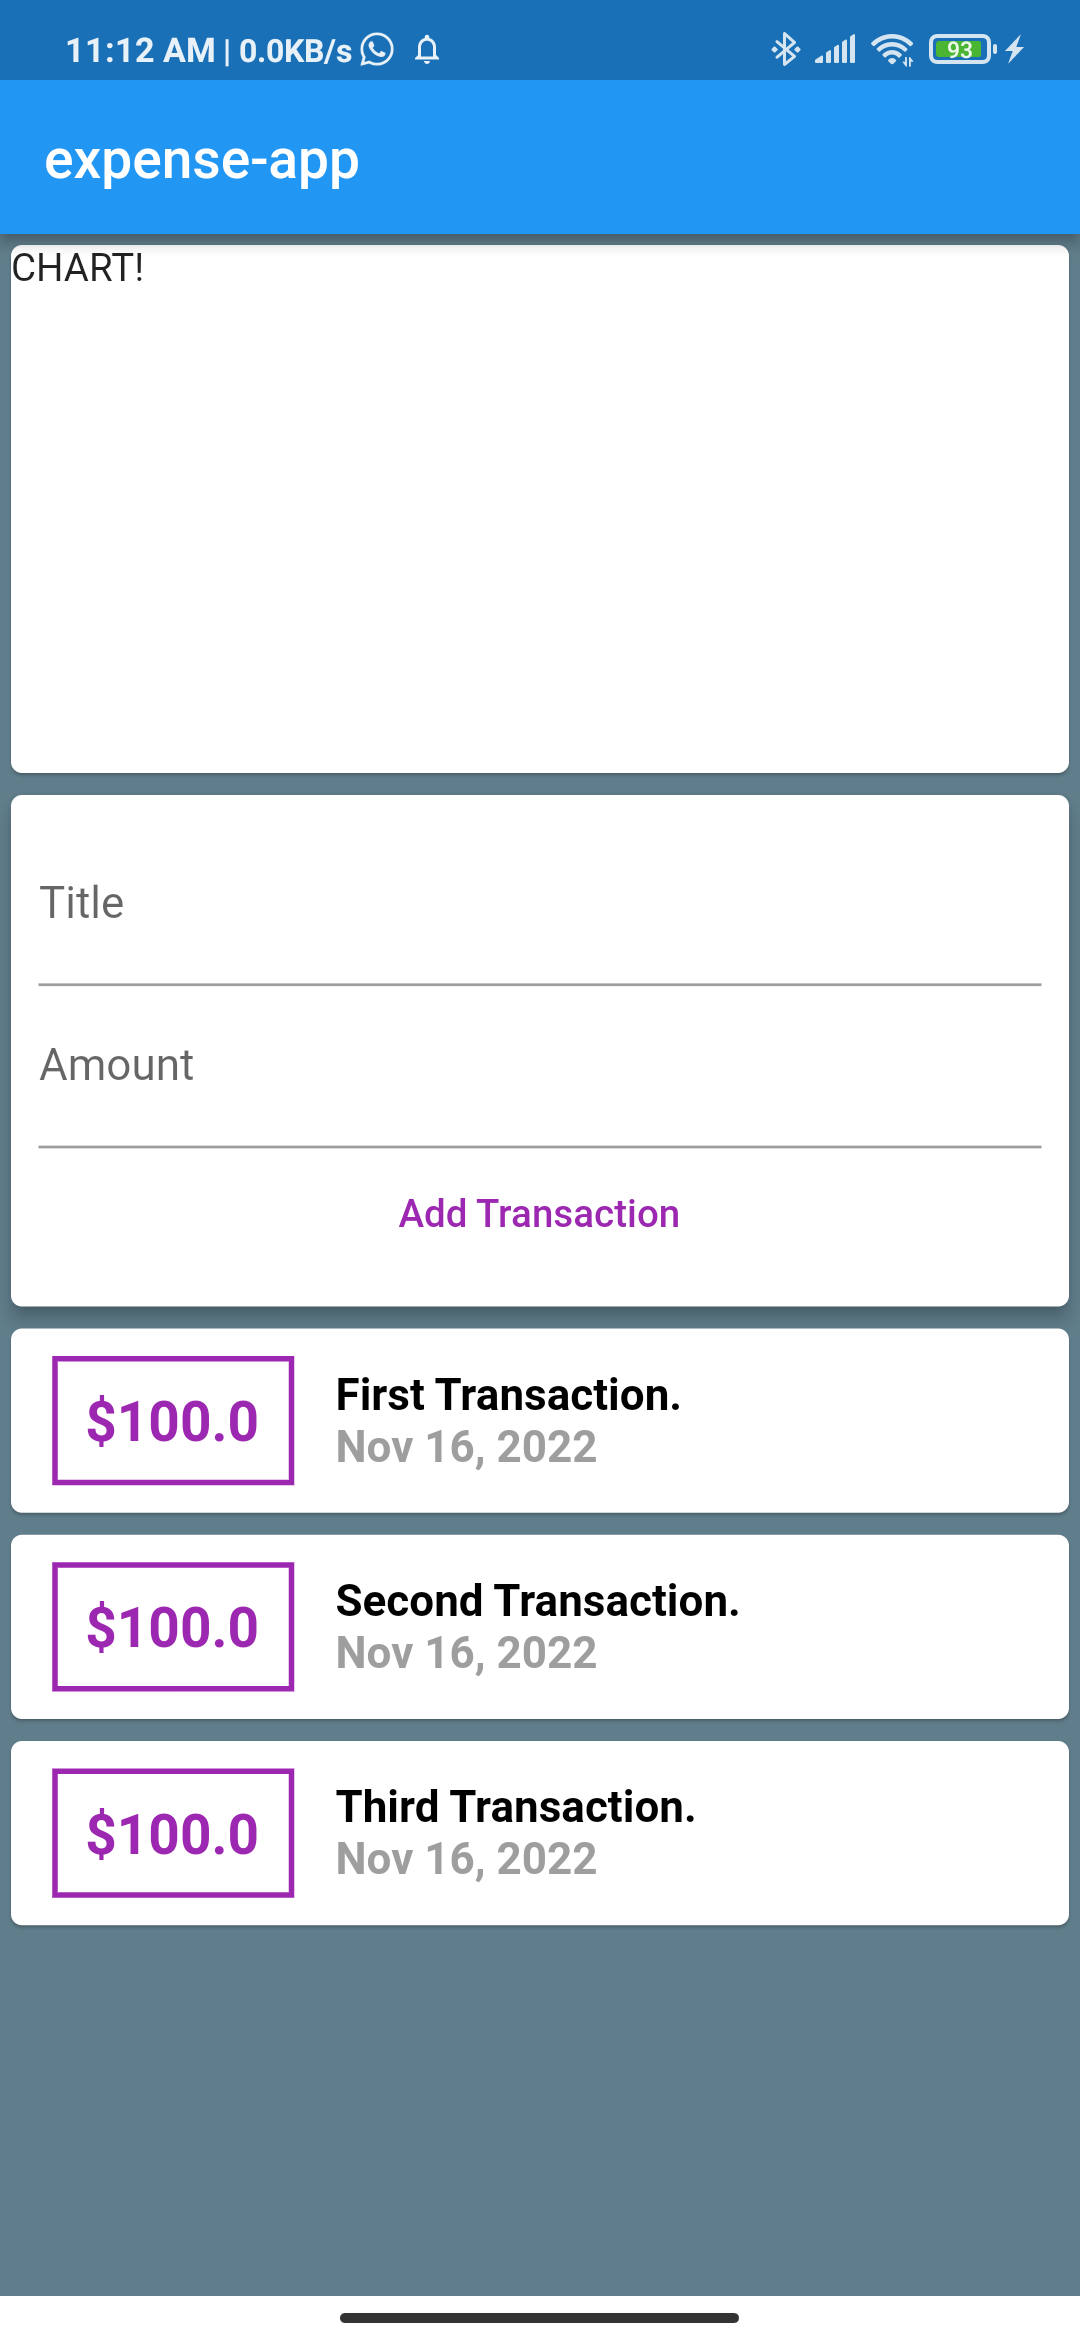 11:12 AM | 0.0KB/s 93
expense-app
CHART!
Title
Amount
Add Transaction
$100.0
First Transaction.
Nov 16, 2022
$100.0
Second Transaction.
Nov 16, 2022
$100.0
Third Transaction.
Nov 16, 2022